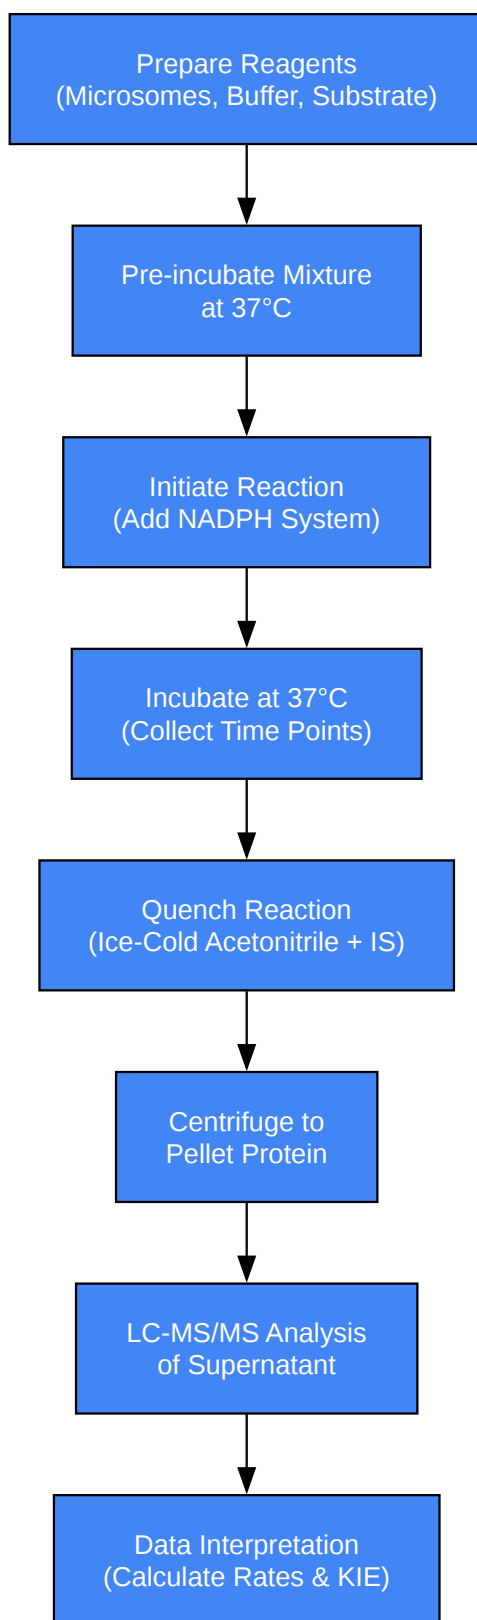 Prepare Reagents
(Microsomes, Buffer, Substrate)
Pre-incubate Mixture
at 37°C
Initiate Reaction
(Add NADPH System)
Incubate at 37°C
(Collect Time Points)
Quench Reaction
(Ice-Cold Acetonitrile + IS)
Centrifuge to
Pellet Protein
LC-MS/MS Analysis
of Supernatant
Data Interpretation
(Calculate Rates & KIE)